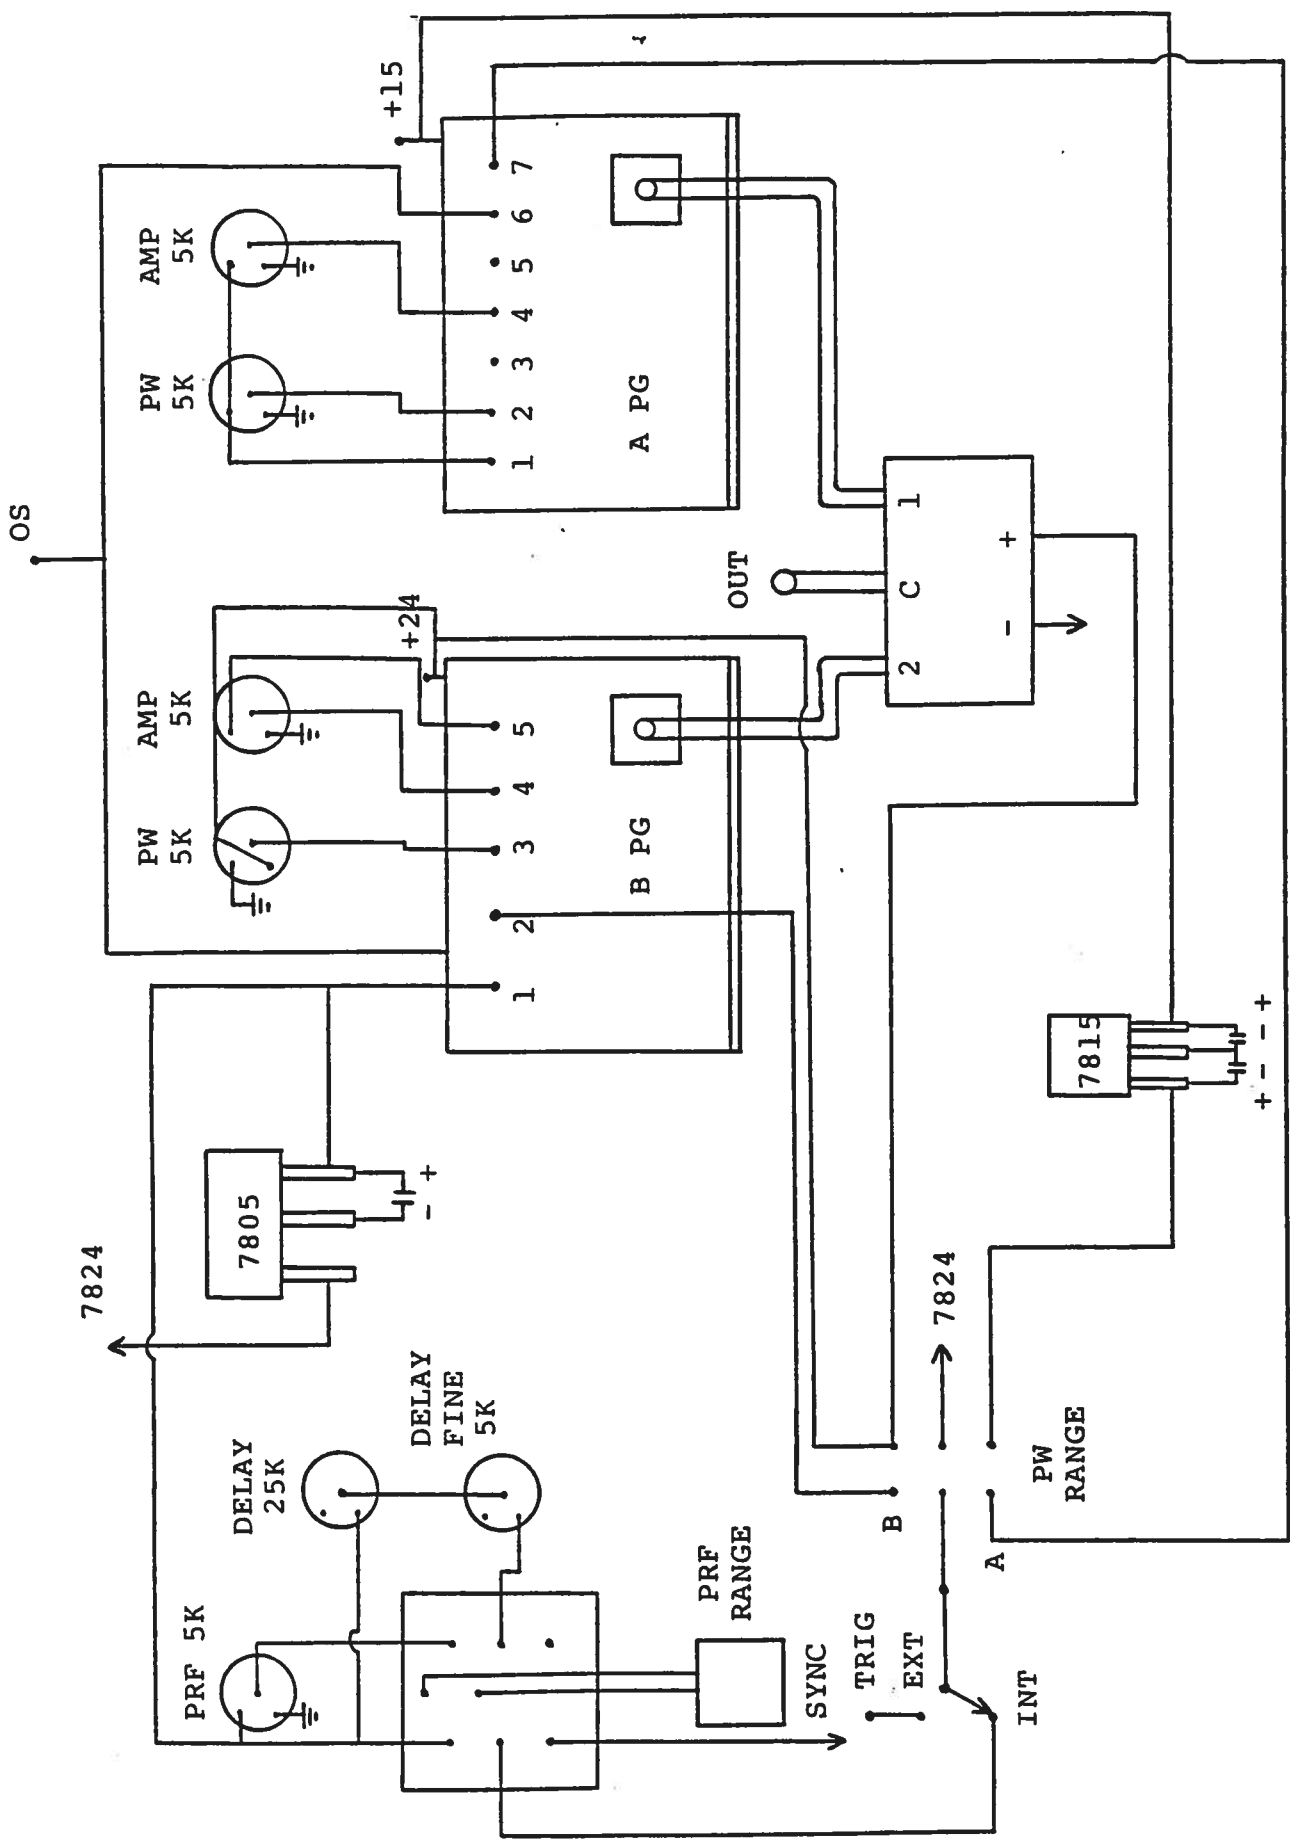 OS
AMP
5K
PW
5K
+15
1 2 3 4 5 6 7
A PG
AMP
5K
PW
5K
+24
1 2 3 4 5
B PG
OUT
2 C 1
- +
7824
7805
- +
DELAY
25K
DELAY
FINE
5K
PRF 5K
PRF
RANGE
SYNC
TRIG
EXT
INT
B
A
7824
PW
RANGE
7815
+ - - +